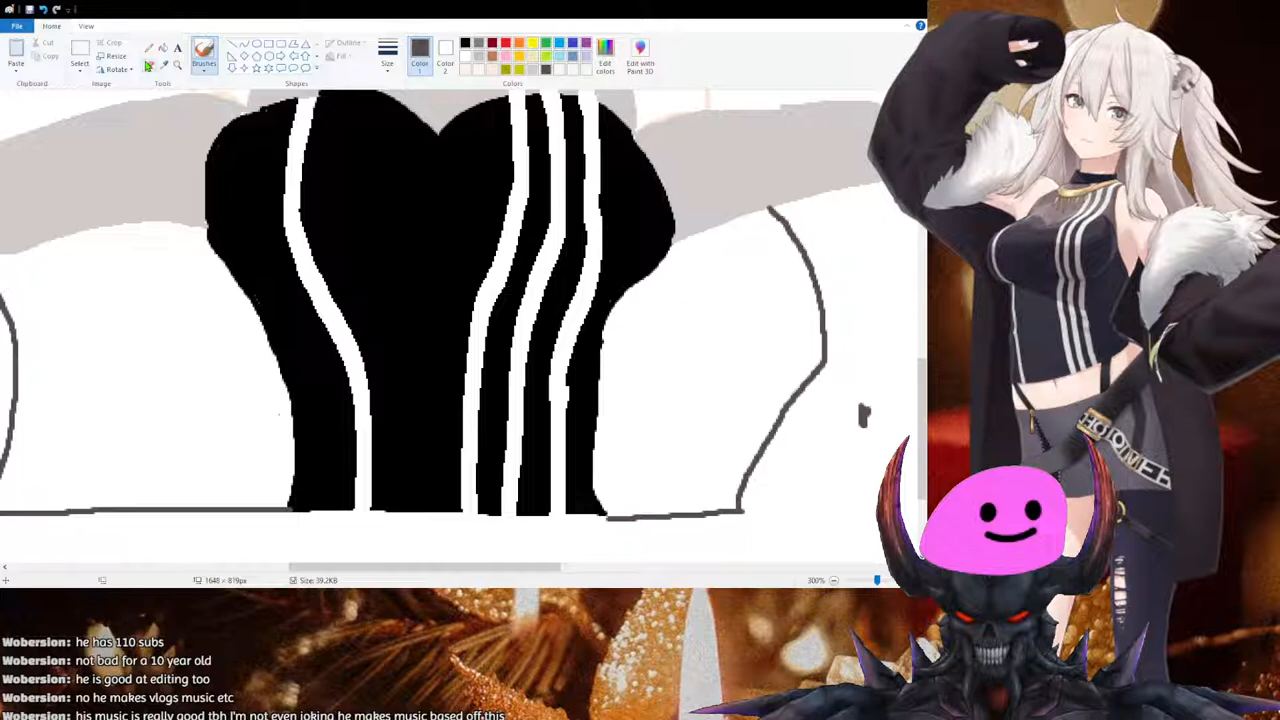 File Home View
Paste Cut Copy Select Crop Resize Rotate A Brushes Outline Fill Size Color 1 Color 2 Edit colors Edit with Paint 3D
Clipboard Image Tools Shapes Colors
1648 × 819px Size: 39.2KB 300%
Wobersion: he has 110 subs
Wobersion: not bad for a 10 year old
Wobersion: he is good at editing too
Wobersion: no he makes vlogs music etc
Wobersion: his music is really good tbh I'm not even joking he makes music based off this